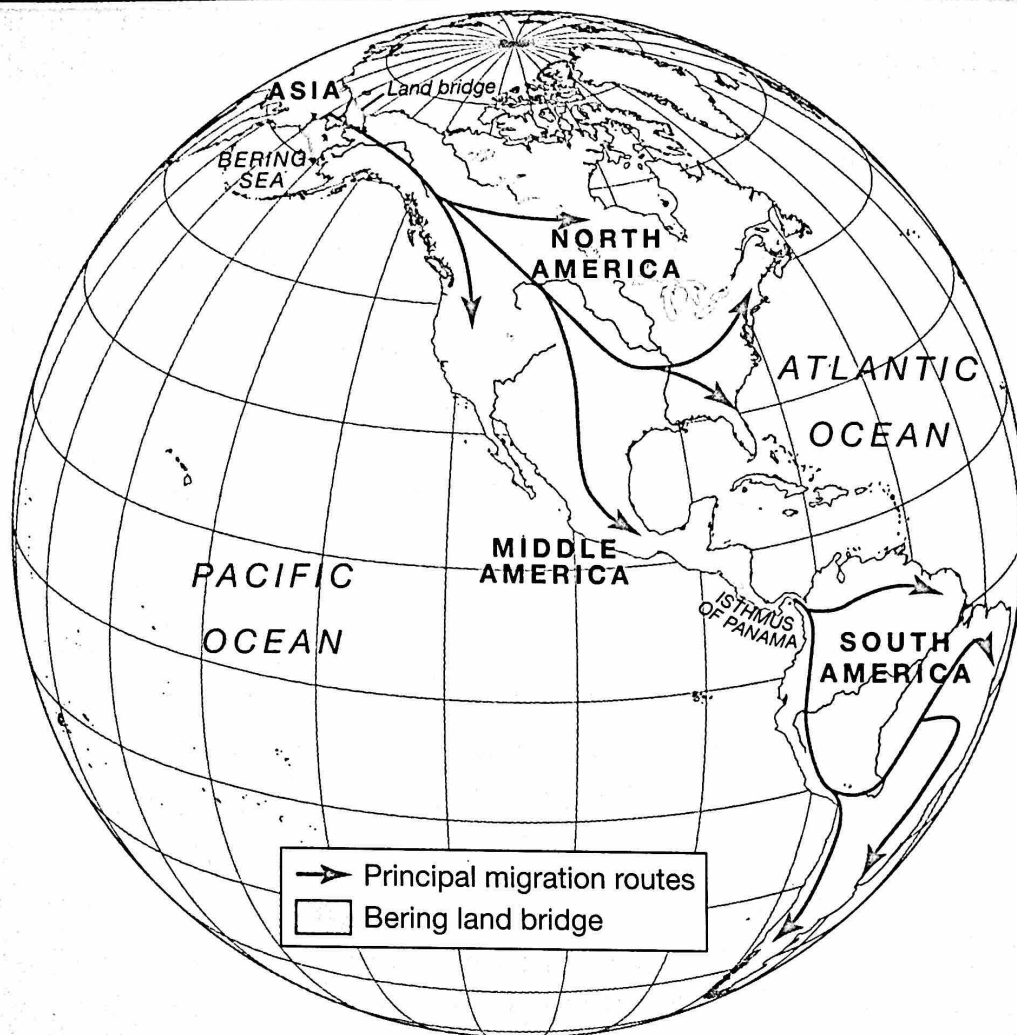 ASIA
Land bridge
BERING
SEA
NORTH
AMERICA
ATLANTIC
OCEAN
PACIFIC
OCEAN
MIDDLE
AMERICA
ISTHMUS
OF PANAMA
SOUTH
AMERICA
Principal migration routes
Bering land bridge